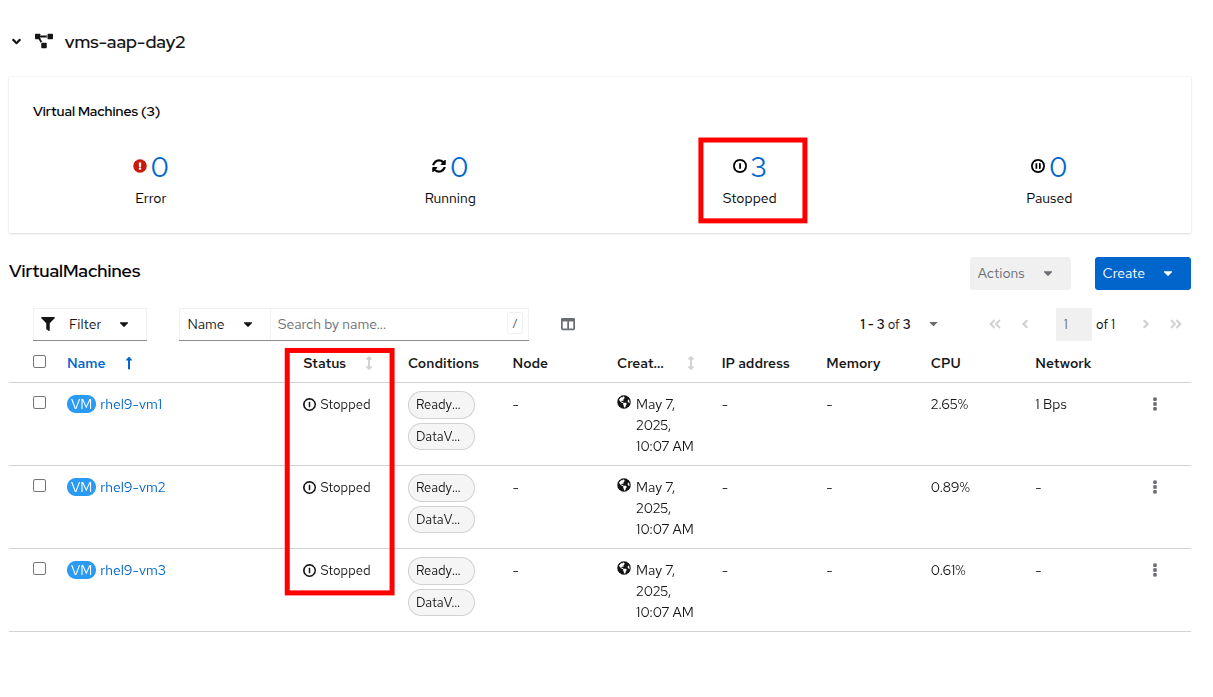 vms-aap-day2
Virtual Machines (3)
0 0 3 0
Error Running Stopped Paused
VirtualMachines
Actions Create
Filter Name Search by name... / 1 - 3 of 3 1 of 1
Name Status Conditions Node Creat... IP address Memory CPU Network
VM rhel9-vm1 Stopped Ready... - May 7, - - 2.65% 1 Bps
2025,
DataV...
10:07 AM
VM rhel9-vm2 Stopped Ready... - May 7, - - 0.89% -
2025,
DataV...
10:07 AM
VM rhel9-vm3 Stopped Ready... - May 7, - - 0.61% -
2025,
DataV...
10:07 AM